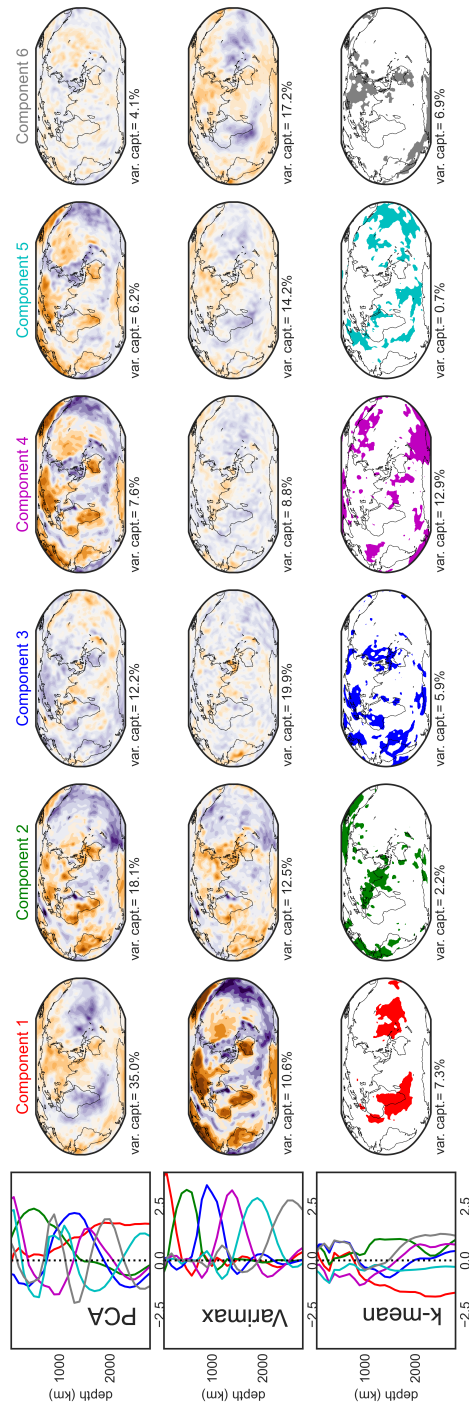 Component 1
Component 2
Component 3
Component 4
Component 5
Component 6
depth (km)
1000
2000
PCA
var. capt.= 35.0%
var. capt.= 18.1%
var. capt.= 12.2%
var. capt.= 7.6%
var. capt.= 6.2%
var. capt.= 4.1%
depth (km)
1000
2000
Varimax
−2.5
0.0
2.5
var. capt.= 10.6%
var. capt.= 12.5%
var. capt.= 19.9%
var. capt.= 8.8%
var. capt.= 14.2%
var. capt.= 17.2%
depth (km)
1000
2000
k-mean
−2.5
0.0
2.5
var. capt.= 7.3%
var. capt.= 2.2%
var. capt.= 5.9%
var. capt.= 12.9%
var. capt.= 0.7%
var. capt.= 6.9%